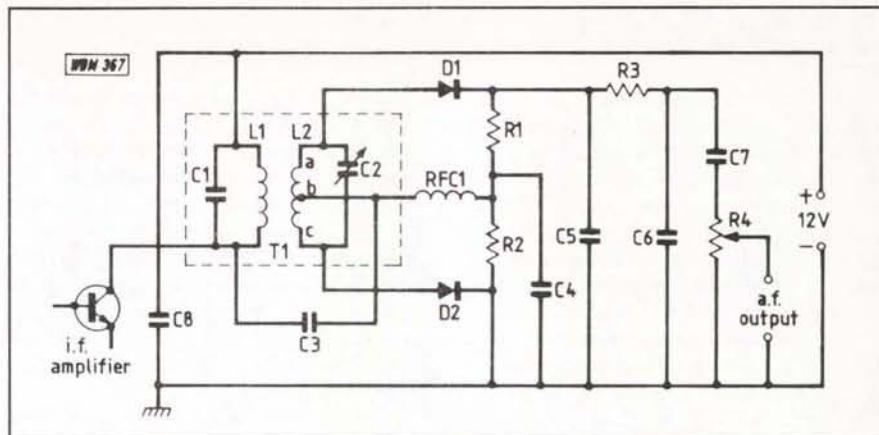 WRM 367
D1
R3
L1
L2
R1
C1
a
C2
C7
b
RFC1
+
12V
−
R4
C5
C6
c
R2
T1
C4
a.f.
output
C8
D2
C3
i.f.
amplifier